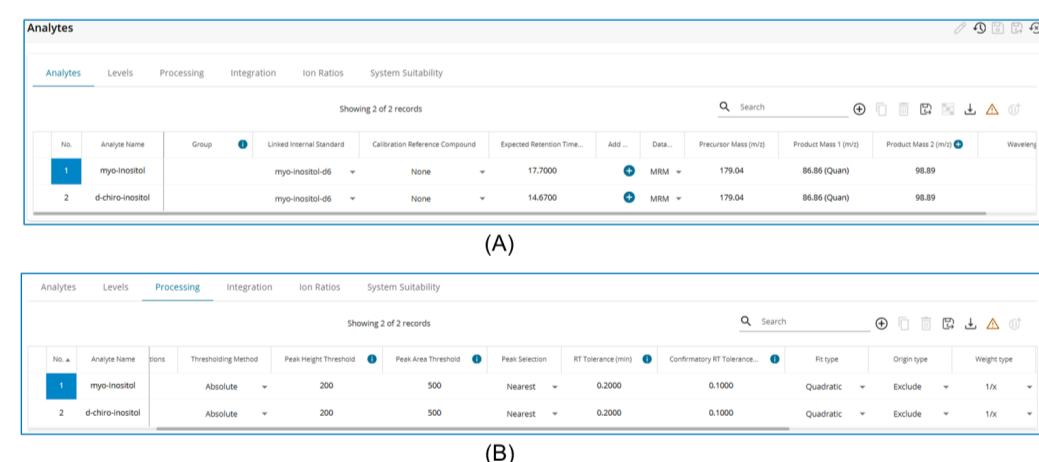 Analytes
Analytes Levels Processing Integration Ion Ratios System Suitability
Showing 2 of 2 records Search
No. Analyte Name Group Linked Internal Standard Calibration Reference Compound Expected Retention Time... Add ... Data... Precursor Mass (m/z) Product Mass 1 (m/z) Product Mass 2 (m/z) Waveleng
1 myo-Inositol myo-inositol-d6 None 17.7000 MRM 179.04 86.86 (Quan) 98.89
2 d-chiro-inositol myo-inositol-d6 None 14.6700 MRM 179.04 86.86 (Quan) 98.89
(A)
Analytes Levels Processing Integration Ion Ratios System Suitability
Showing 2 of 2 records Search
No. Analyte Name tions Thresholding Method Peak Height Threshold Peak Area Threshold Peak Selection RT Tolerance (min) Confirmatory RT Tolerance... Fit type Origin type Weight type
1 myo-Inositol Absolute 200 500 Nearest 0.2000 0.1000 Quadratic Exclude 1/x
2 d-chiro-inositol Absolute 200 500 Nearest 0.2000 0.1000 Quadratic Exclude 1/x
(B)